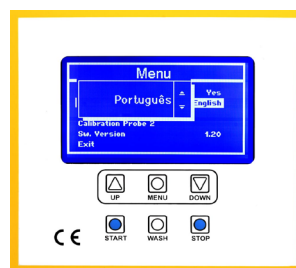 Menu
Yes
Português
English
Calibration Probe 2
Sw. Version 1.20
Exit
UP MENU DOWN
CE
START WASH STOP